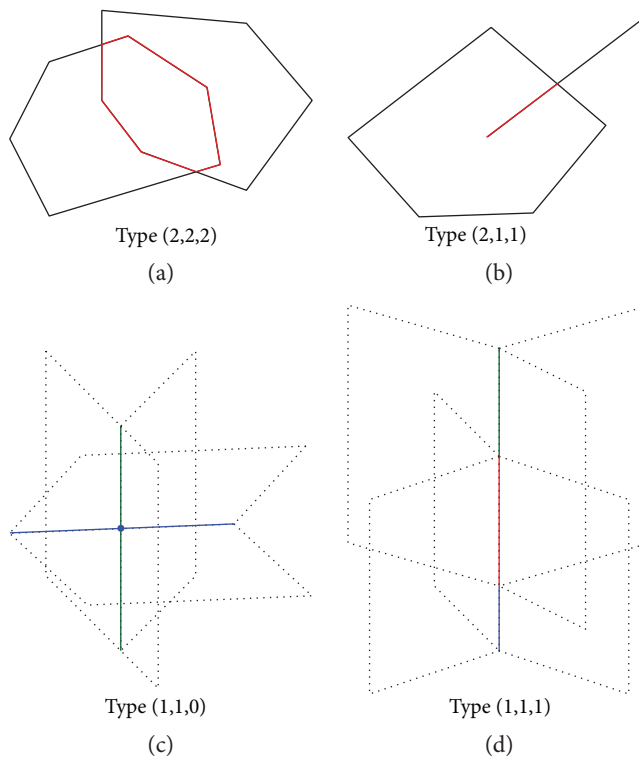 Type (2,2,2)
(a)
Type (2,1,1)
(b)
Type (1,1,0)
(c)
Type (1,1,1)
(d)